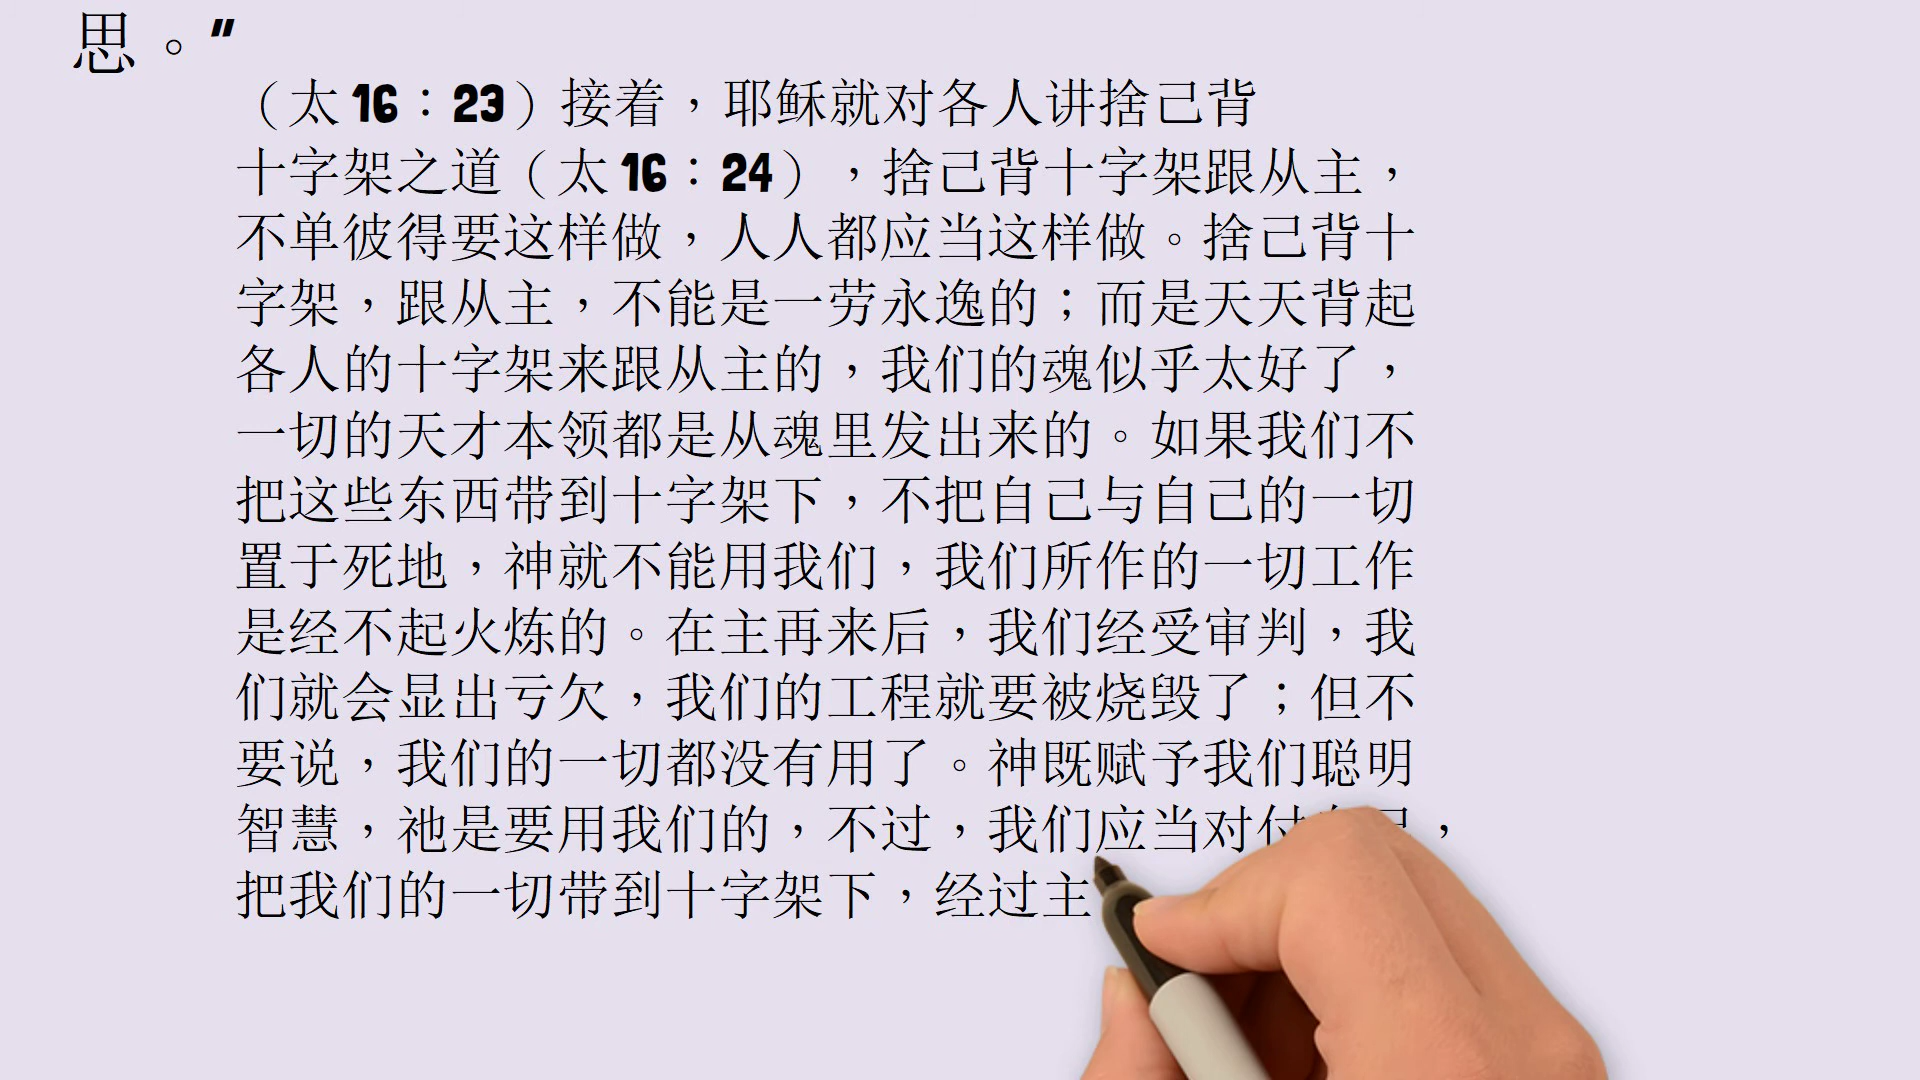 思。"
（太16：23）接着，耶稣就对各人讲捨己背
十字架之道（太16：24），捨己背十字架跟从主，
不单彼得要这样做，人人都应当这样做。捨己背十
字架，跟从主，不能是一劳永逸的；而是天天背起
各人的十字架来跟从主的，我们的魂似乎太好了，
一切的天才本领都是从魂里发出来的。如果我们不
把这些东西带到十字架下，不把自己与自己的一切
置于死地，神就不能用我们，我们所作的一切工作
是经不起火炼的。在主再来后，我们经受审判，我
们就会显出亏欠，我们的工程就要被烧毁了；但不
要说，我们的一切都没有用了。神既赋予我们聪明
智慧，祂是要用我们的，不过，我们应当对付，
把我们的一切带到十字架下，经过主